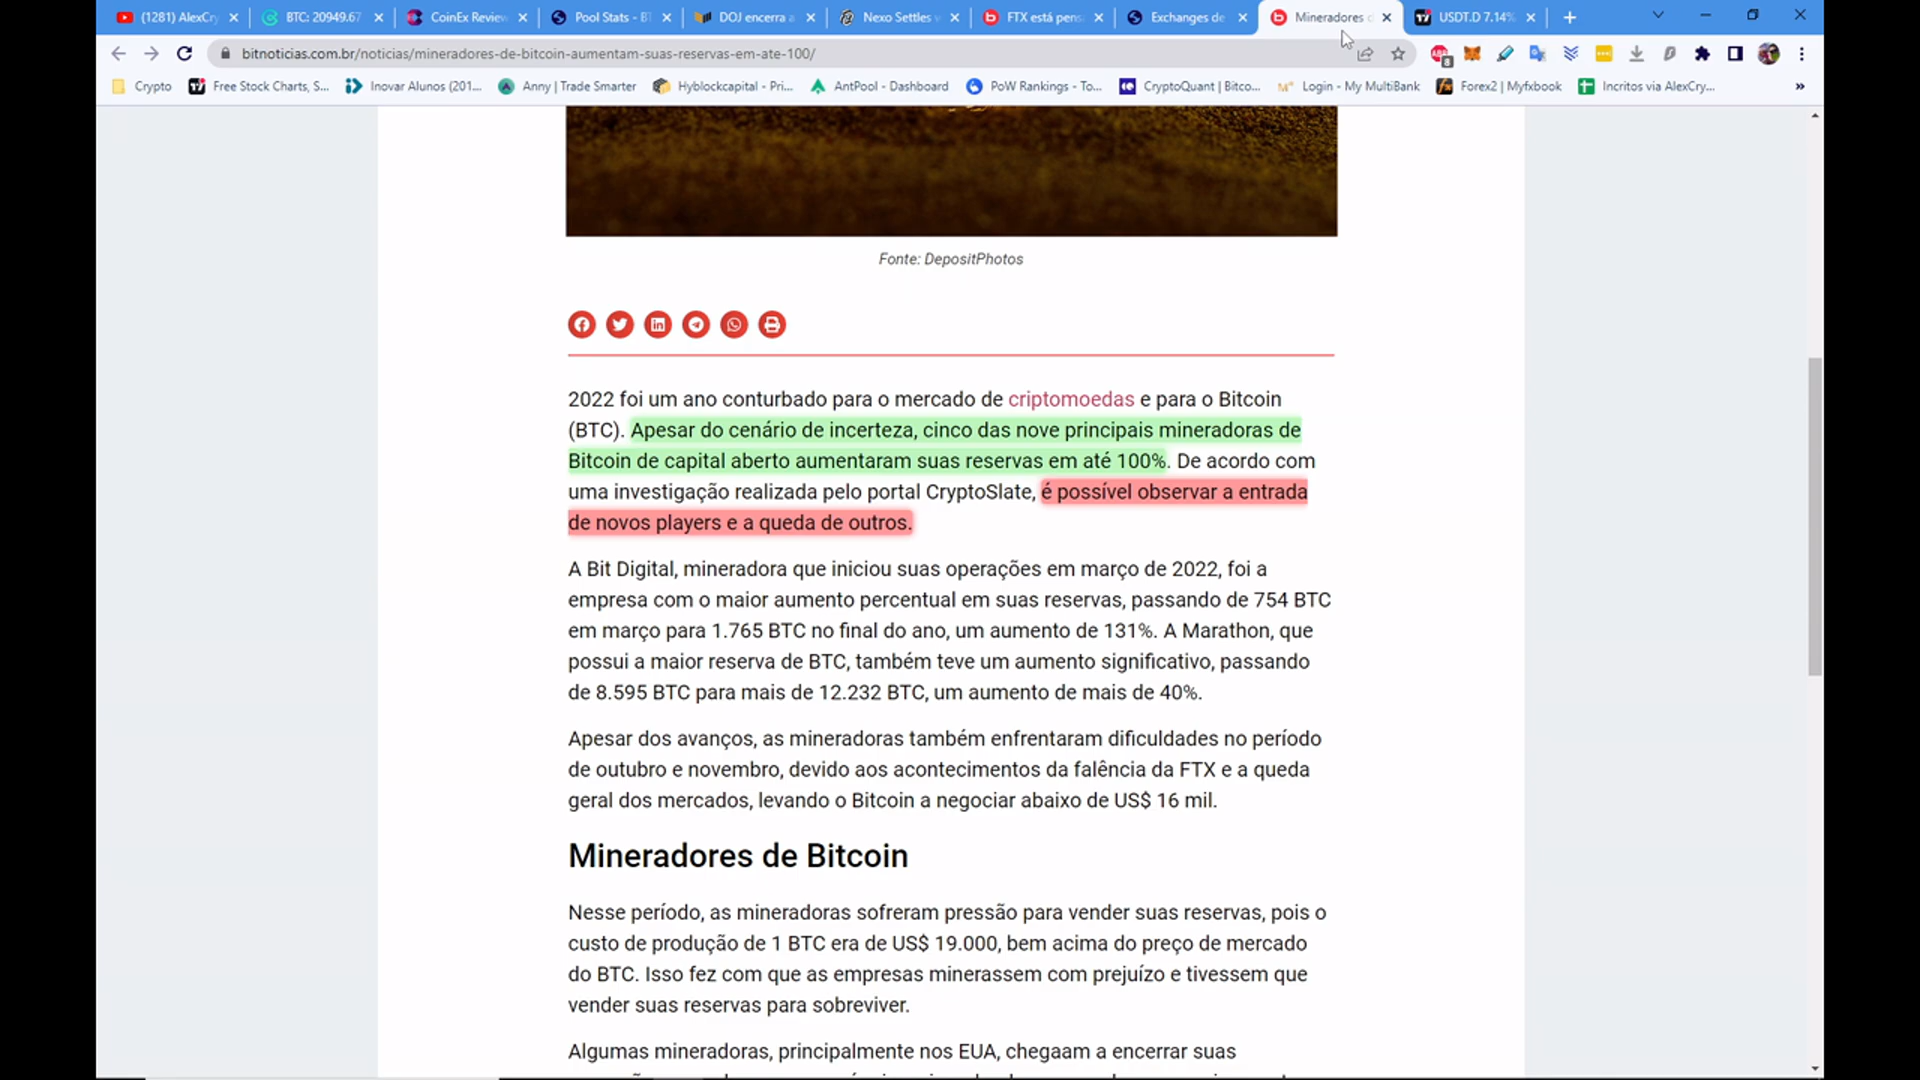 (1281) AlexCry
BTC: 20949.67
CoinEx Review
Pool Stats - BT
DOJ encerra a
Nexo Settles w
FTX está pens
Exchanges de
Mineradores d
USDT.D 7.14%
bitnoticias.com.br/noticias/mineradores-de-bitcoin-aumentam-suas-reservas-em-ate-100/
8
Crypto
Free Stock Charts, S...
Inovar Alunos (201...
Anny | Trade Smarter
Hyblockcapital - Pri...
AntPool - Dashboard
PoW Rankings - To...
CryptoQuant | Bitco...
Login - My MultiBank
Forex2 | Myfxbook
Incritos via AlexCry...
Fonte: DepositPhotos
2022 foi um ano conturbado para o mercado de criptomoedas e para o Bitcoin
(BTC). Apesar do cenário de incerteza, cinco das nove principais mineradoras de
Bitcoin de capital aberto aumentaram suas reservas em até 100%. De acordo com
uma investigação realizada pelo portal CryptoSlate, é possível observar a entrada
de novos players e a queda de outros.
A Bit Digital, mineradora que iniciou suas operações em março de 2022, foi a
empresa com o maior aumento percentual em suas reservas, passando de 754 BTC
em março para 1.765 BTC no final do ano, um aumento de 131%. A Marathon, que
possui a maior reserva de BTC, também teve um aumento significativo, passando
de 8.595 BTC para mais de 12.232 BTC, um aumento de mais de 40%.
Apesar dos avanços, as mineradoras também enfrentaram dificuldades no período
de outubro e novembro, devido aos acontecimentos da falência da FTX e a queda
geral dos mercados, levando o Bitcoin a negociar abaixo de US$ 16 mil.
Mineradores de Bitcoin
Nesse período, as mineradoras sofreram pressão para vender suas reservas, pois o
custo de produção de 1 BTC era de US$ 19.000, bem acima do preço de mercado
do BTC. Isso fez com que as empresas minerassem com prejuízo e tivessem que
vender suas reservas para sobreviver.
Algumas mineradoras, principalmente nos EUA, chegaam a encerrar suas